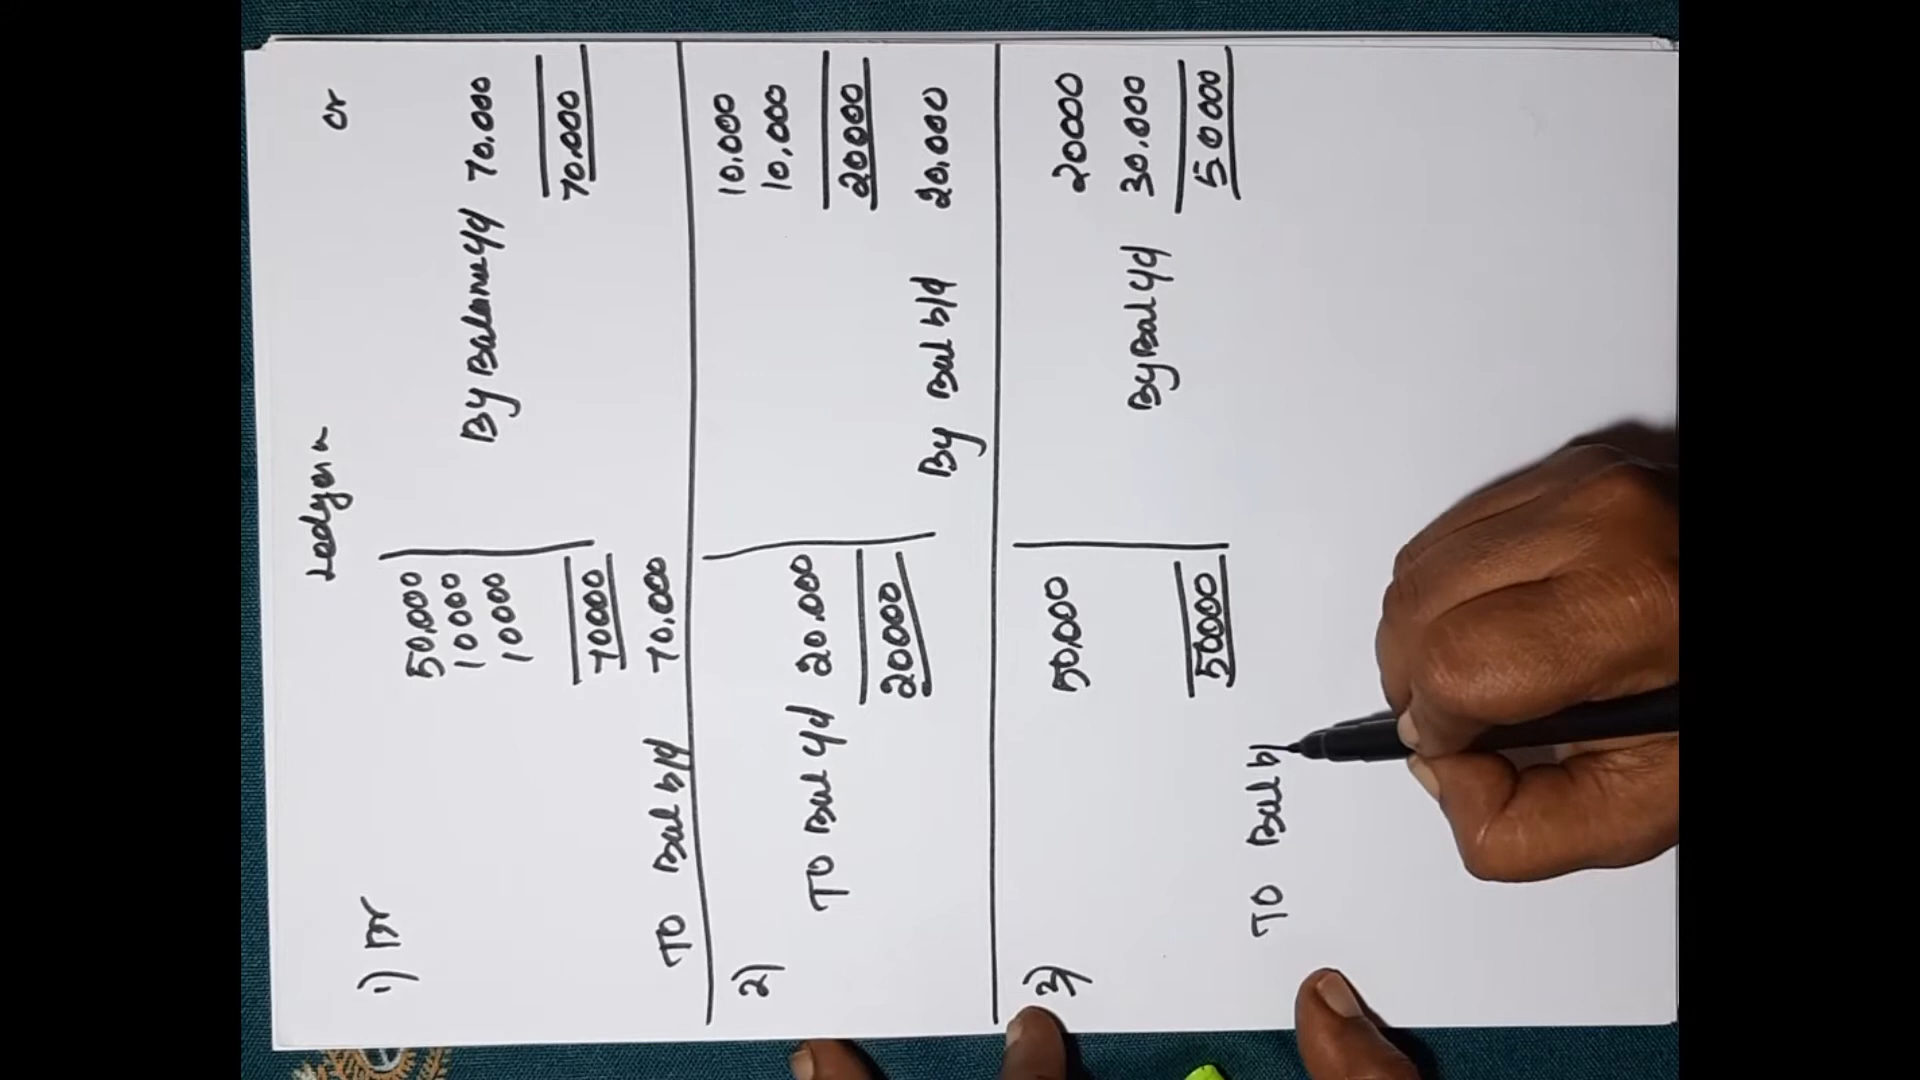 Ledger
1) Dr Cr
50,000
10000
10000 By Balance c/d 70.000
70000 70.000
To Bal b/d 70.000
2) 10.000
10,000
To Bal c/d 20.000
20000 20000
By Bal b/d 20.000
3) 50.000 20000
By Bal c/d 30.000
50000 50000
To Bal b/